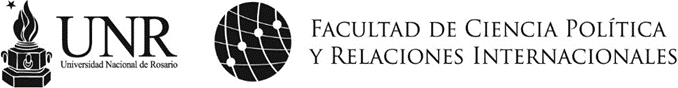 UNR
Universidad Nacional de Rosario
FACULTAD DE CIENCIA POLÍTICA
Y RELACIONES INTERNACIONALES